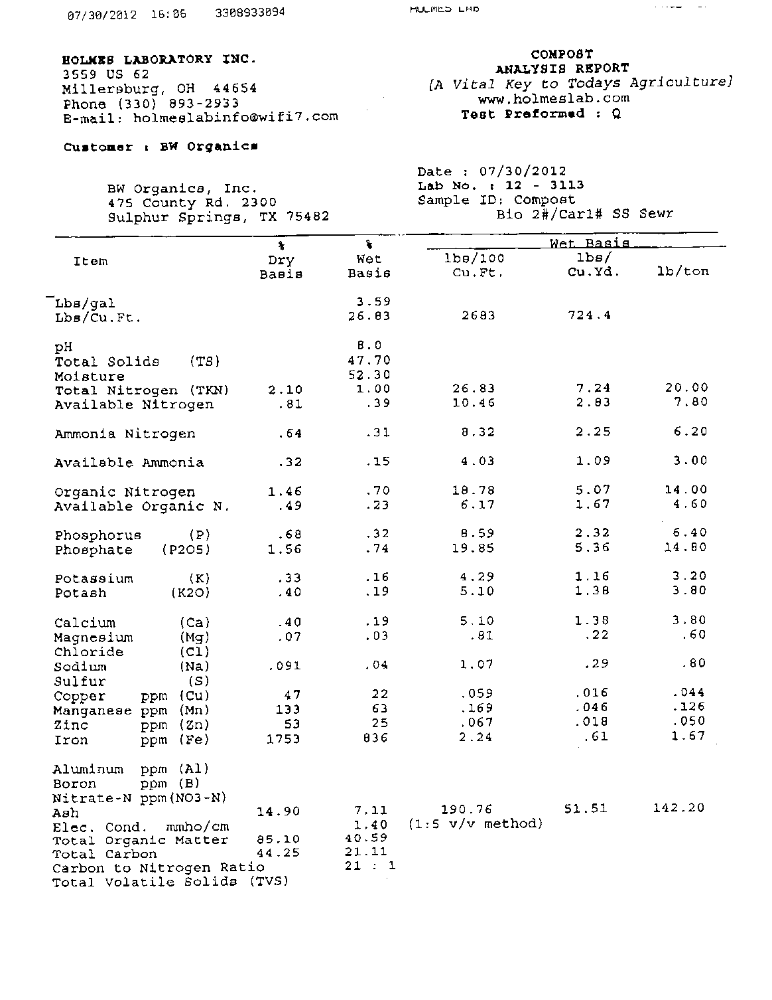 07/30/2012 16:06 3308933094 HOLMES LAB
HOLMES LABORATORY INC.
3559 US 62
Millersburg, OH 44654
Phone (330) 893-2933
E-mail: holmeslabinfo@wifi7.com
COMPOST
ANALYSIS REPORT
[A Vital Key to Todays Agriculture]
www.holmeslab.com
Test Preformed : Q
Customer : BW Organics
BW Organics, Inc.
475 County Rd. 2300
Sulphur Springs, TX 75482
Date : 07/30/2012
Lab No. : 12 - 3113
Sample ID: Compost
Bio 2#/Car1# SS Sewr
% % Wet Basis
Item Dry Wet lbs/100 lbs/
Basis Basis Cu.Ft. Cu.Yd. lb/ton
Lbs/gal 3.59
Lbs/Cu.Ft. 26.83 2683 724.4
pH 8.0
Total Solids (TS) 47.70
Moisture 52.30
Total Nitrogen (TKN) 2.10 1.00 26.83 7.24 20.00
Available Nitrogen .81 .39 10.46 2.83 7.80
Ammonia Nitrogen .64 .31 8.32 2.25 6.20
Available Ammonia .32 .15 4.03 1.09 3.00
Organic Nitrogen 1.46 .70 18.78 5.07 14.00
Available Organic N. .49 .23 6.17 1.67 4.60
Phosphorus (P) .68 .32 8.59 2.32 6.40
Phosphate (P2O5) 1.56 .74 19.85 5.36 14.80
Potassium (K) .33 .16 4.29 1.16 3.20
Potash (K2O) .40 .19 5.10 1.38 3.80
Calcium (Ca) .40 .19 5.10 1.38 3.80
Magnesium (Mg) .07 .03 .81 .22 .60
Chloride (Cl)
Sodium (Na) .091 .04 1.07 .29 .80
Sulfur (S)
Copper ppm (Cu) 47 22 .059 .016 .044
Manganese ppm (Mn) 133 63 .169 .046 .126
Zinc ppm (Zn) 53 25 .067 .018 .050
Iron ppm (Fe) 1753 836 2.24 .61 1.67
Aluminum ppm (Al)
Boron ppm (B)
Nitrate-N ppm(NO3-N)
Ash 14.90 7.11 190.76 51.51 142.20
Elec. Cond. mmho/cm 1.40 (1:5 v/v method)
Total Organic Matter 85.10 40.59
Total Carbon 44.25 21.11
Carbon to Nitrogen Ratio 21 : 1
Total Volatile Solids (TVS)